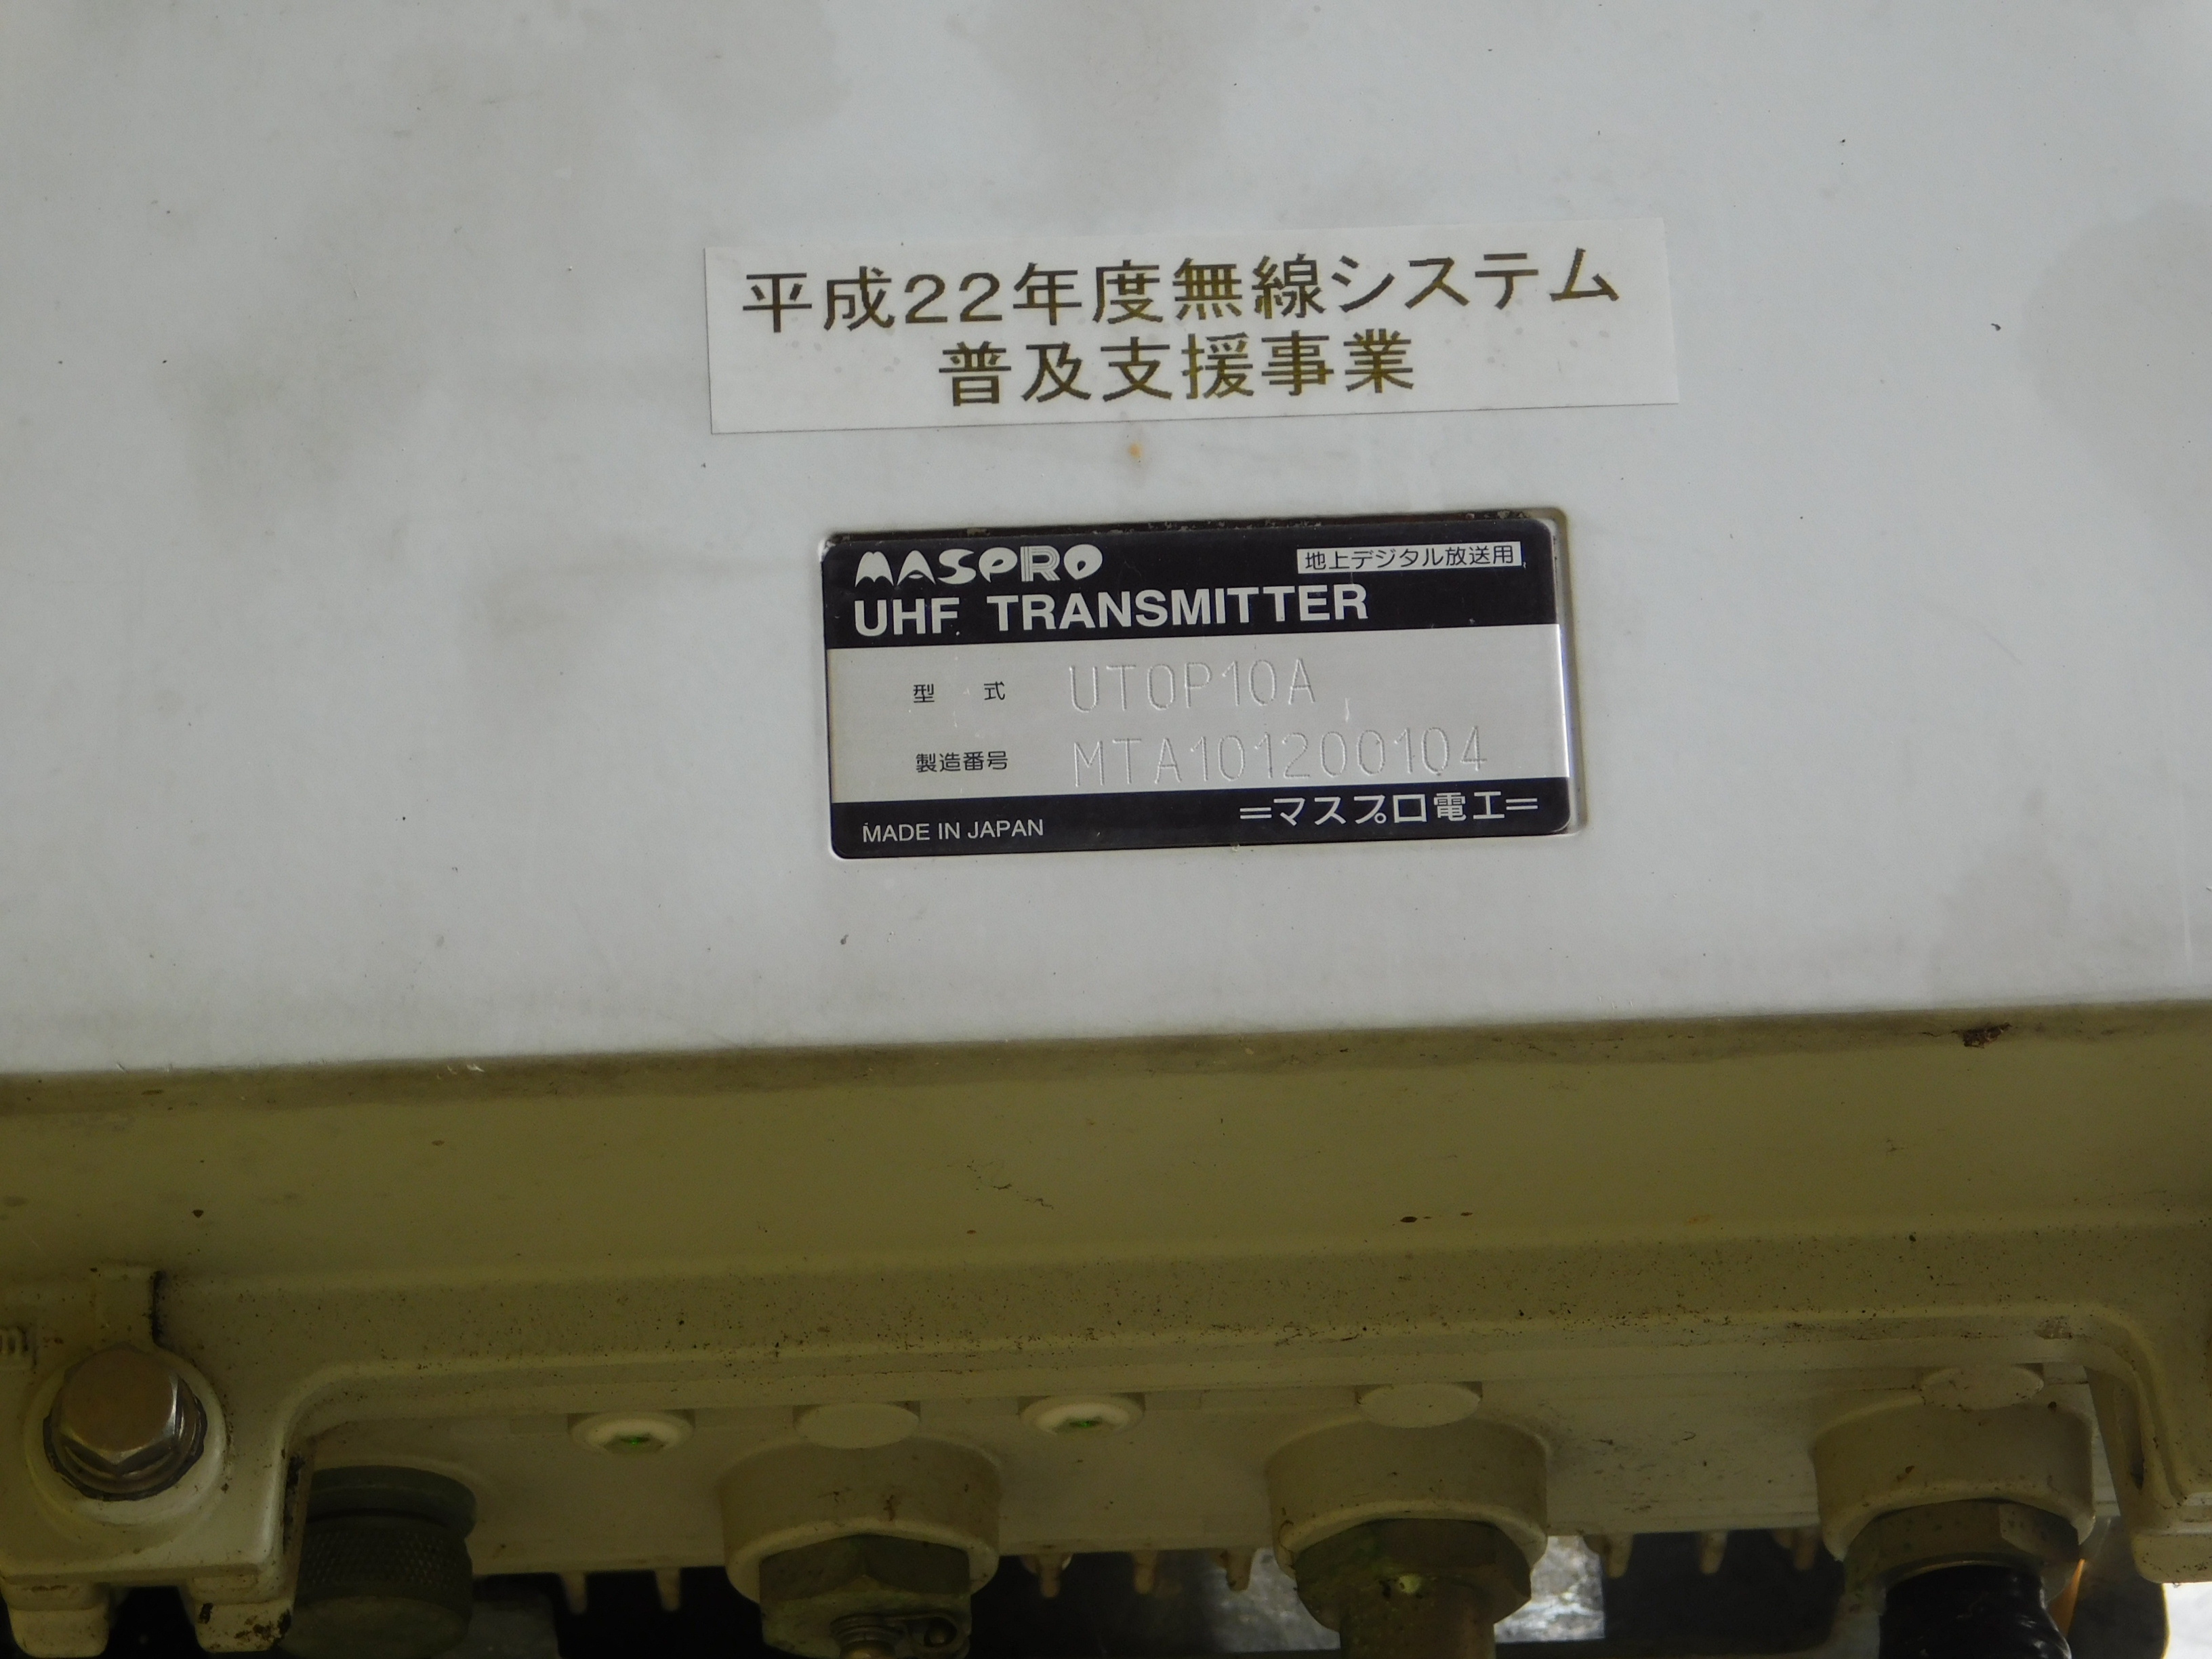 平成22年度無線システム
普及支援事業
MASPRO 地上デジタル放送用
UHF TRANSMITTER
型 式 UTOP10A
製造番号 MTA101200104
MADE IN JAPAN =マスプロ電工=